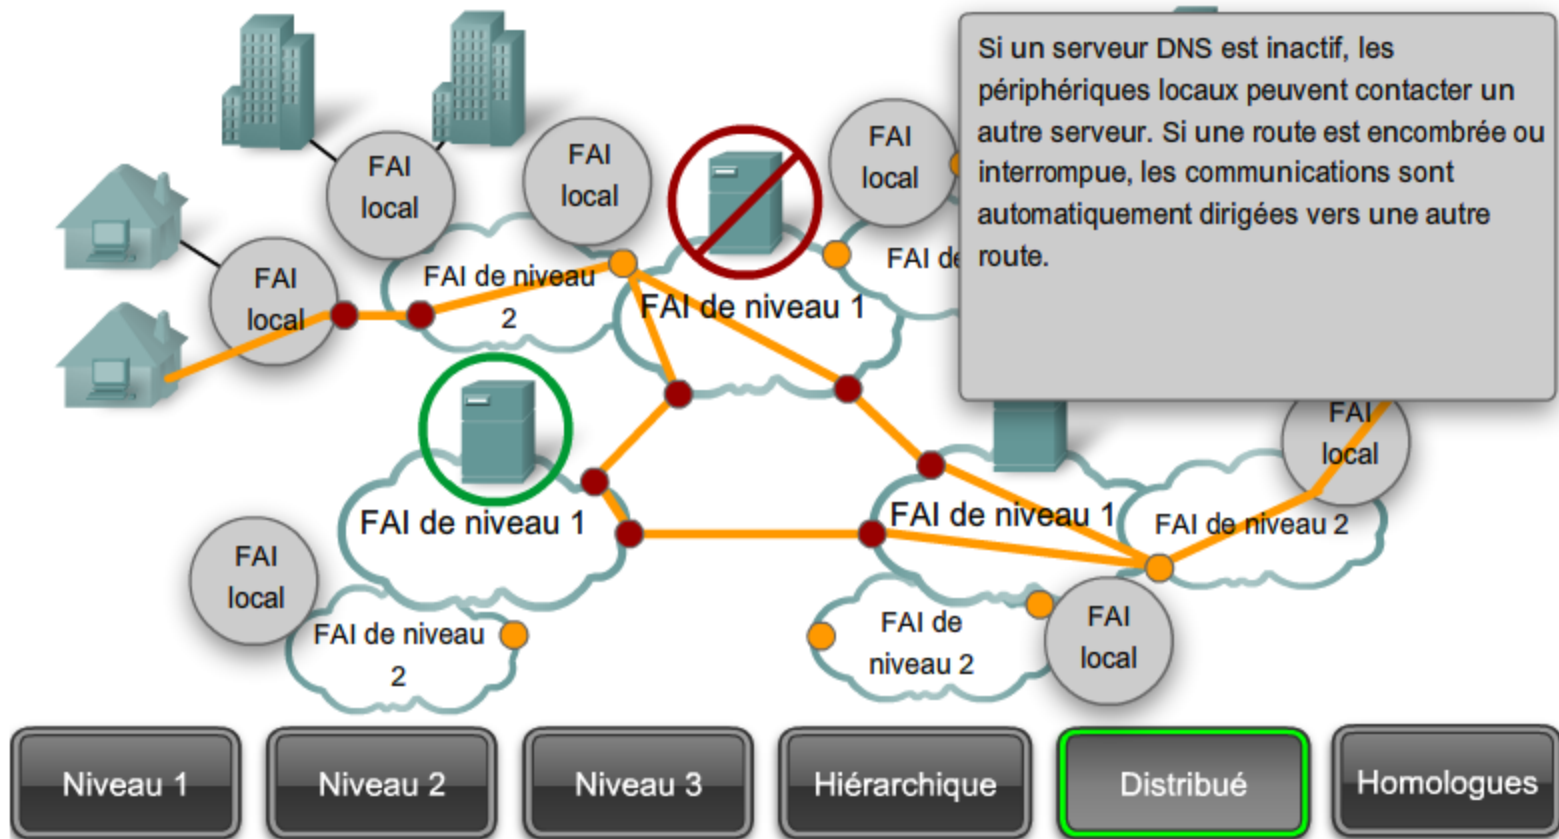 Si un serveur DNS est inactif, les
périphériques locaux peuvent contacter un
autre serveur. Si une route est encombrée ou
interrompue, les communications sont
automatiquement dirigées vers une autre
route.
FAI
local
FAI
local
FAI
local
FAI
local
FAI de niveau
2
FAI de niveau 1
FAI de
FAI
local
FAI de niveau 1
FAI de niveau 1
FAI de niveau 2
FAI
local
FAI de niveau
2
FAI de
niveau 2
FAI
local
Niveau 1
Niveau 2
Niveau 3
Hiérarchique
Distribué
Homologues